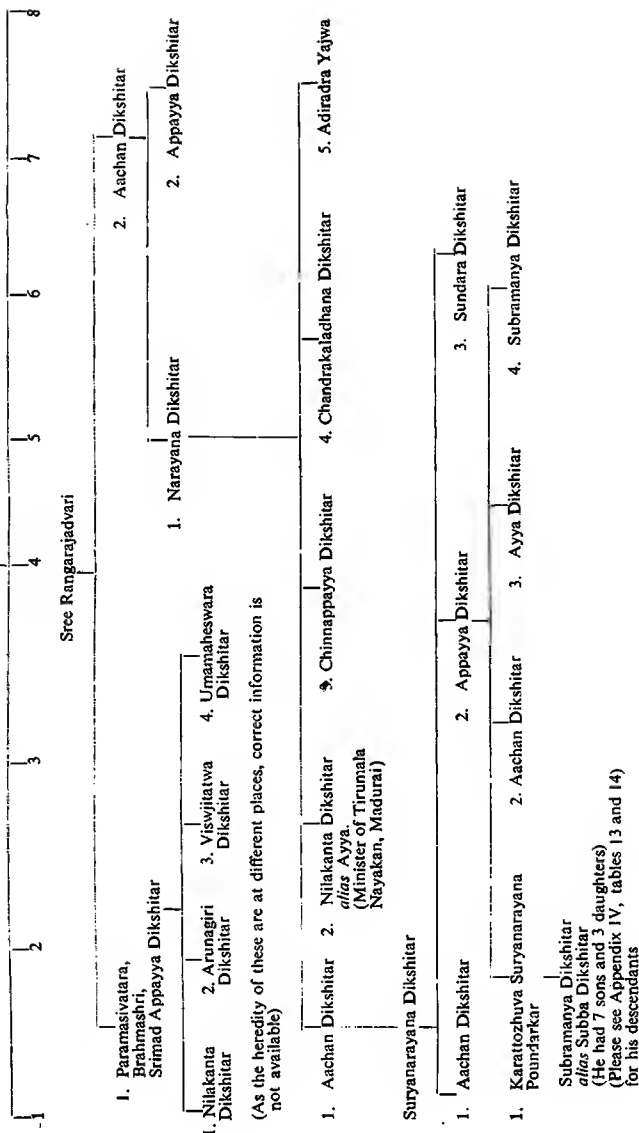 1 2 3 4 5 6 7 8
Sree Rangarajadvari
1. Paramasivatara,
Brahmashri,
Srimad Appayya Dikshitar
2. Aachan Dikshitar
1. Nilakanta
Dikshitar
2. Arunagiri
Dikshitar
3. Viswjitatwa
Dikshitar
4. Umamaheswara
Dikshitar
1. Narayana Dikshitar
2. Appayya Dikshitar
(As the heredity of these are at different places, correct information is
not available)
1. Aachan Dikshitar
2. Nilakanta Dikshitar
alias Ayya.
(Minister of Tirumala
Nayakan, Madurai)
Chinnappayya Dikshitar
4. Chandrakaladhana Dikshitar
5. Adiradra Yajwa
Suryanarayana Dikshitar
1. Aachan Dikshitar
2. Appayya Dikshitar
3. Sundara Dikshitar
1. Karattozhuva Suryanarayana
Poundarkar
2. Aachan Dikshitar
3. Ayya Dikshitar
4. Subramanya Dikshitar
Subramanya Dikshitar
alias Subba Dikshitar
(He had 7 sons and 3 daughters)
(Please see Appendix IV, tables 13 and 14)
for his descendants